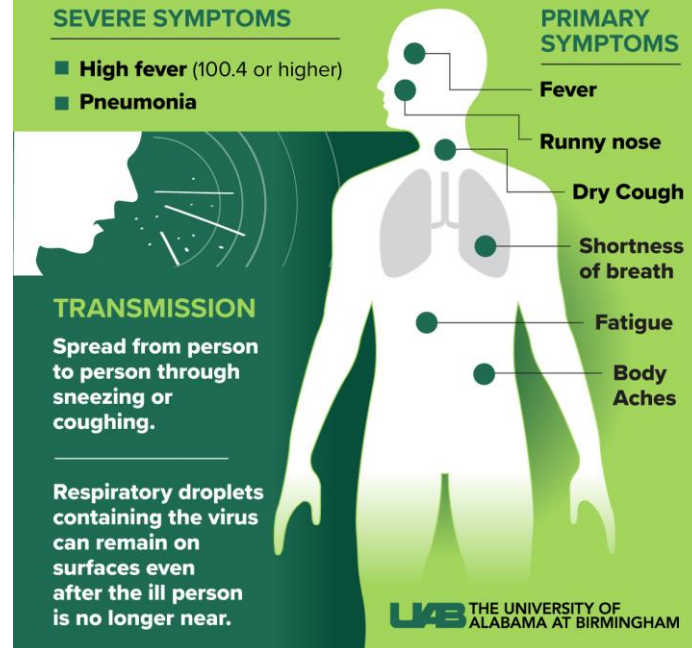 SEVERE SYMPTOMS
■ High fever (100.4 or higher)
■ Pneumonia
PRIMARY
SYMPTOMS
Fever
Runny nose
Dry Cough
Shortness
of breath
Fatigue
Body
Aches
TRANSMISSION
Spread from person
to person through
sneezing or
coughing.
Respiratory droplets
containing the virus
can remain on
surfaces even
after the ill person
is no longer near.
UAB THE UNIVERSITY OF
ALABAMA AT BIRMINGHAM